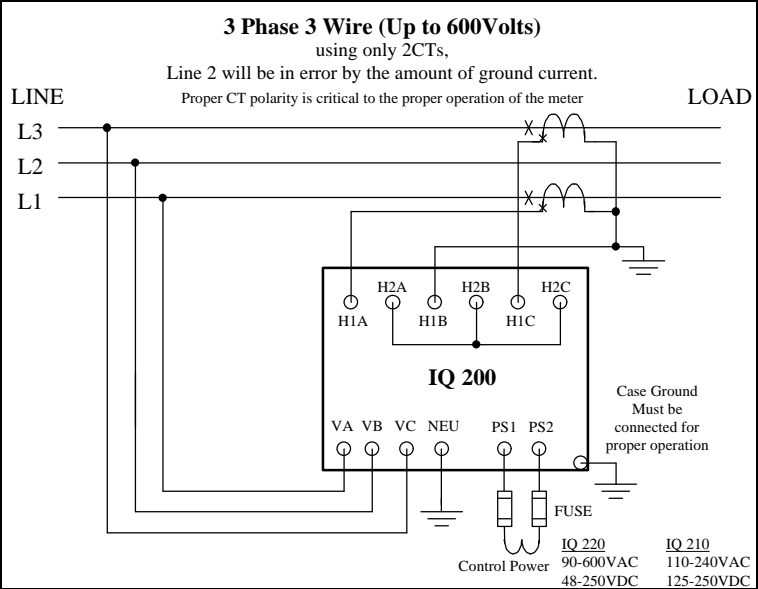 3 Phase 3 Wire (Up to 600Volts)
using only 2CTs,
Line 2 will be in error by the amount of ground current.
Proper CT polarity is critical to the proper operation of the meter
LINE
LOAD
L3
L2
L1
H2A H2B H2C
H1A H1B H1C
IQ 200
Case Ground
Must be
connected for
proper operation
VA VB VC NEU PS1 PS2
FUSE
Control Power
IQ 220 IQ 210
90-600VAC 110-240VAC
48-250VDC 125-250VDC